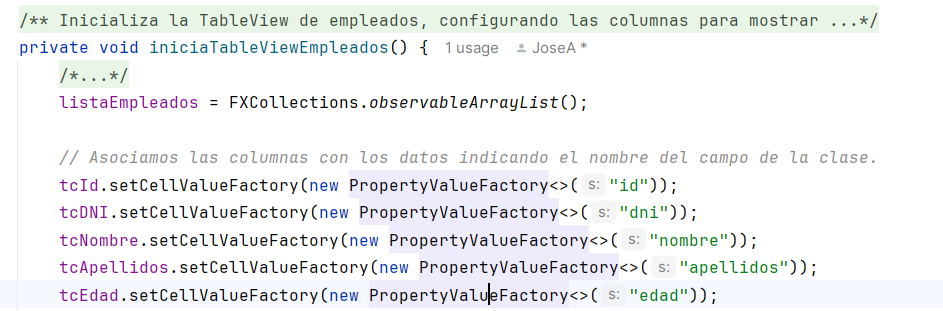 /** Inicializa la TableView de empleados, configurando las columnas para mostrar ...*/
private void iniciaTableViewEmpleados() { 1 usage JoseA *
/*...*/
listaEmpleados = FXCollections.observableArrayList();
// Asociamos las columnas con los datos indicando el nombre del campo de la clase.
tcId.setCellValueFactory(new PropertyValueFactory<>( s: "id"));
tcDNI.setCellValueFactory(new PropertyValueFactory<>( s: "dni"));
tcNombre.setCellValueFactory(new PropertyValueFactory<>( s: "nombre"));
tcApellidos.setCellValueFactory(new PropertyValueFactory<>( s: "apellidos"));
tcEdad.setCellValueFactory(new PropertyValueFactory<>( s: "edad"));